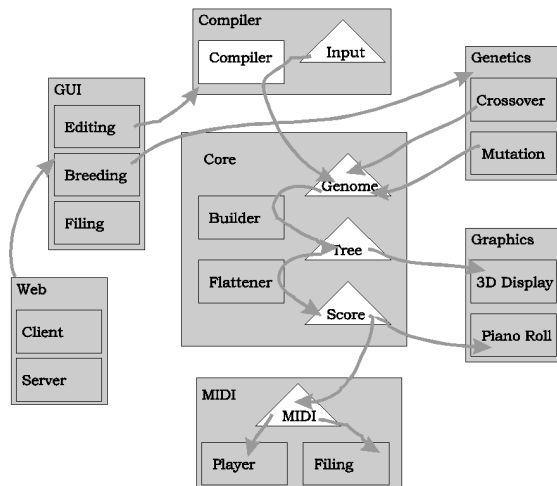 Compiler
Compiler
Input
GUI
Editing
Breeding
Filing
Genetics
Crossover
Mutation
Core
Genome
Builder
Tree
Flattener
Score
Graphics
3D Display
Piano Roll
Web
Client
Server
MIDI
MIDI
Player
Filing